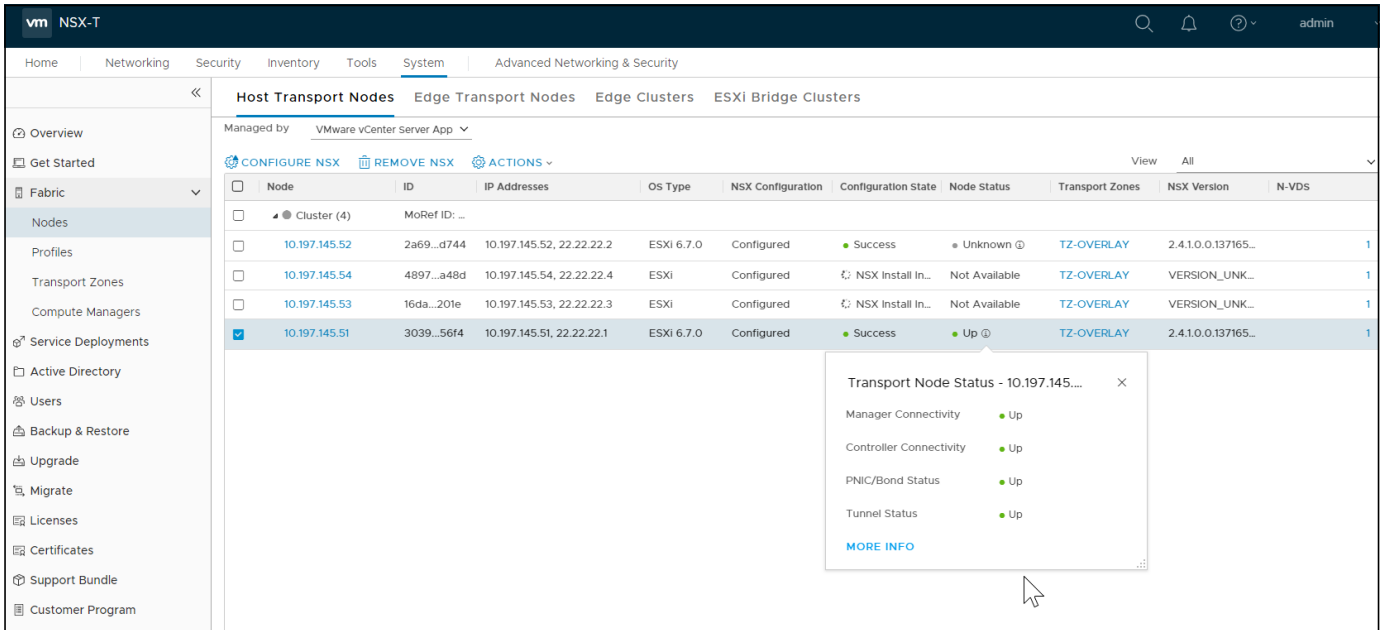 vm NSX-T admin
Home Networking Security Inventory Tools System Advanced Networking & Security
Host Transport Nodes Edge Transport Nodes Edge Clusters ESXi Bridge Clusters
Overview
Get Started
Fabric
Nodes
Profiles
Transport Zones
Compute Managers
Service Deployments
Active Directory
Users
Backup & Restore
Upgrade
Migrate
Licenses
Certificates
Support Bundle
Customer Program
Managed by VMware vCenter Server App
CONFIGURE NSX REMOVE NSX ACTIONS View All
Node ID IP Addresses OS Type NSX Configuration Configuration State Node Status Transport Zones NSX Version N-VDS
Cluster (4) MoRef ID: ...
10.197.145.52 2a69...d744 10.197.145.52, 22.22.22.2 ESXi 6.7.0 Configured Success Unknown TZ-OVERLAY 2.4.1.0.0.137165... 1
10.197.145.54 4897...a48d 10.197.145.54, 22.22.22.4 ESXi Configured NSX Install In... Not Available TZ-OVERLAY VERSION_UNK... 1
10.197.145.53 16da...201e 10.197.145.53, 22.22.22.3 ESXi Configured NSX Install In... Not Available TZ-OVERLAY VERSION_UNK... 1
10.197.145.51 3039...56f4 10.197.145.51, 22.22.22.1 ESXi 6.7.0 Configured Success Up TZ-OVERLAY 2.4.1.0.0.137165... 1
Transport Node Status - 10.197.145....
Manager Connectivity Up
Controller Connectivity Up
PNIC/Bond Status Up
Tunnel Status Up
MORE INFO